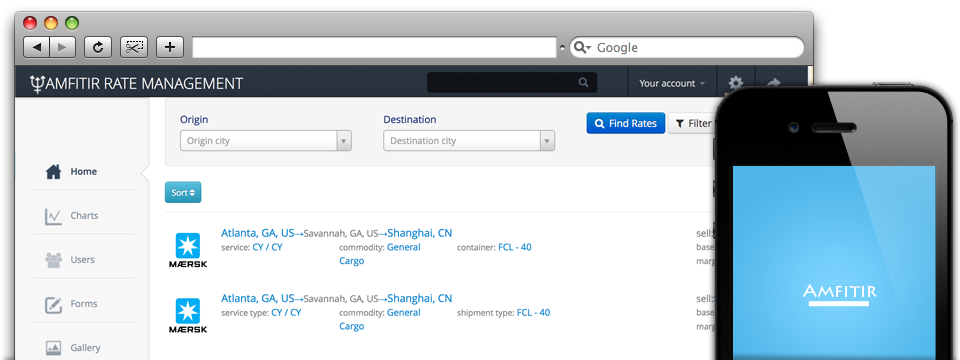 Google
AMFITIR RATE MANAGEMENT
Your account
Origin
Destination
Origin city
Destination city
Find Rates
Filter
Home
Sort
Charts
Atlanta, GA, US→Savannah, GA, US→Shanghai, CN
sell:
service: CY / CY
commodity: General
container: FCL - 40
base
MÆRSK
Cargo
marg
Users
Forms
Atlanta, GA, US→Savannah, GA, US→Shanghai, CN
sell:
service type: CY / CY
commodity: General
shipment type: FCL - 40
base
MÆRSK
Cargo
marg
Gallery
AMFITIR